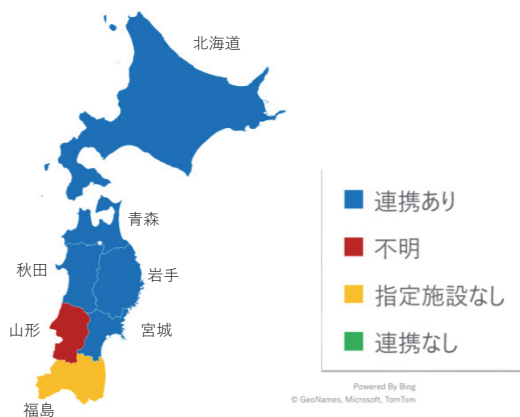 北海道
青森
秋田
岩手
山形
宮城
福島
連携あり
不明
指定施設なし
連携なし
Powered By Bing
© GeoNames, Microsoft, TomTom